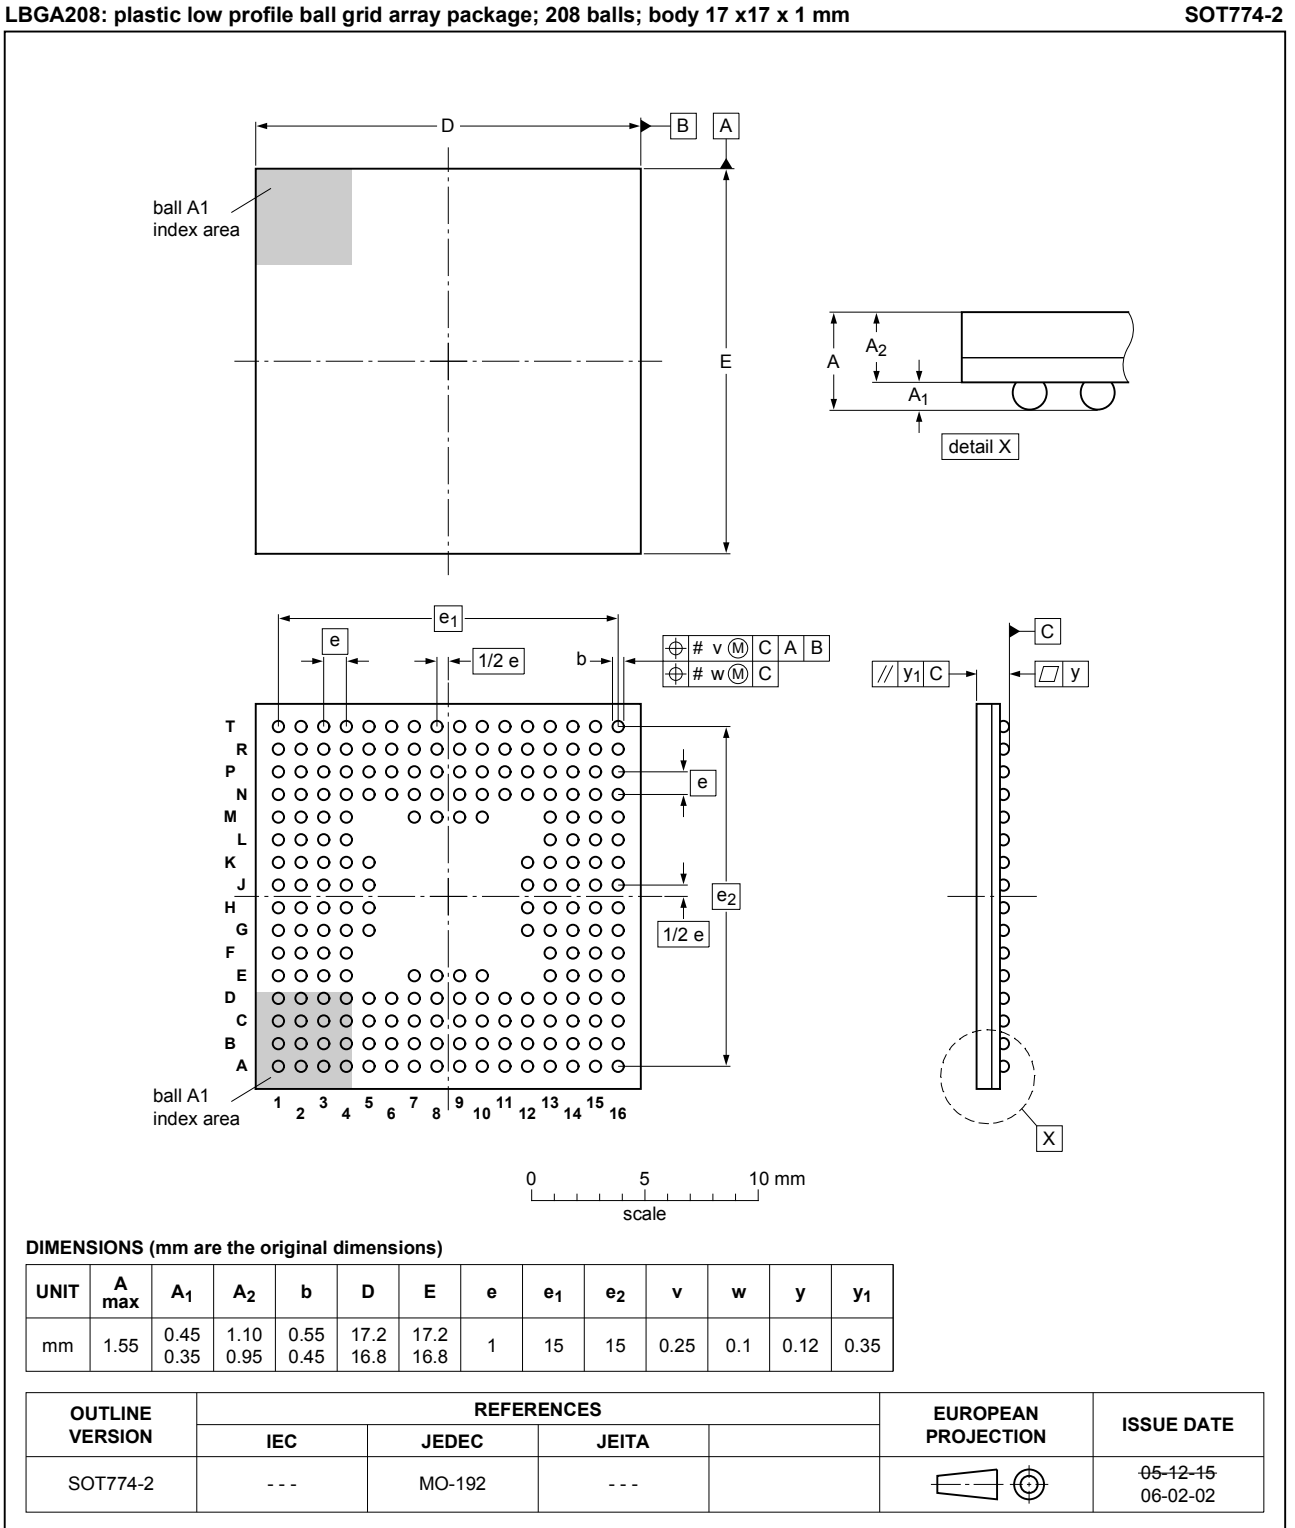 LBGA208: plastic low profile ball grid array package; 208 balls; body 17 x17 x 1 mm SOT774-2
D B A
ball A1
index area
E
A A2
A1
detail X
e1
e
1/2 e
b
# v M C A B
# w M C
C
// y1 C
y
T
R
P
N
M
L
K
J
H
G
F
E
D
C
B
A
e
e2
1/2 e
ball A1
index area
1 2 3 4 5 6 7 8 9 10 11 12 13 14 15 16
X
0 5 10 mm
scale
DIMENSIONS (mm are the original dimensions)
UNIT A max A1 A2 b D E e e1 e2 v w y y1
mm 1.55 0.45 0.35 1.10 0.95 0.55 0.45 17.2 16.8 17.2 16.8 1 15 15 0.25 0.1 0.12 0.35
OUTLINE VERSION REFERENCES EUROPEAN PROJECTION ISSUE DATE
IEC JEDEC JEITA
SOT774-2 - - - MO-192 - - - 05-12-15
06-02-02